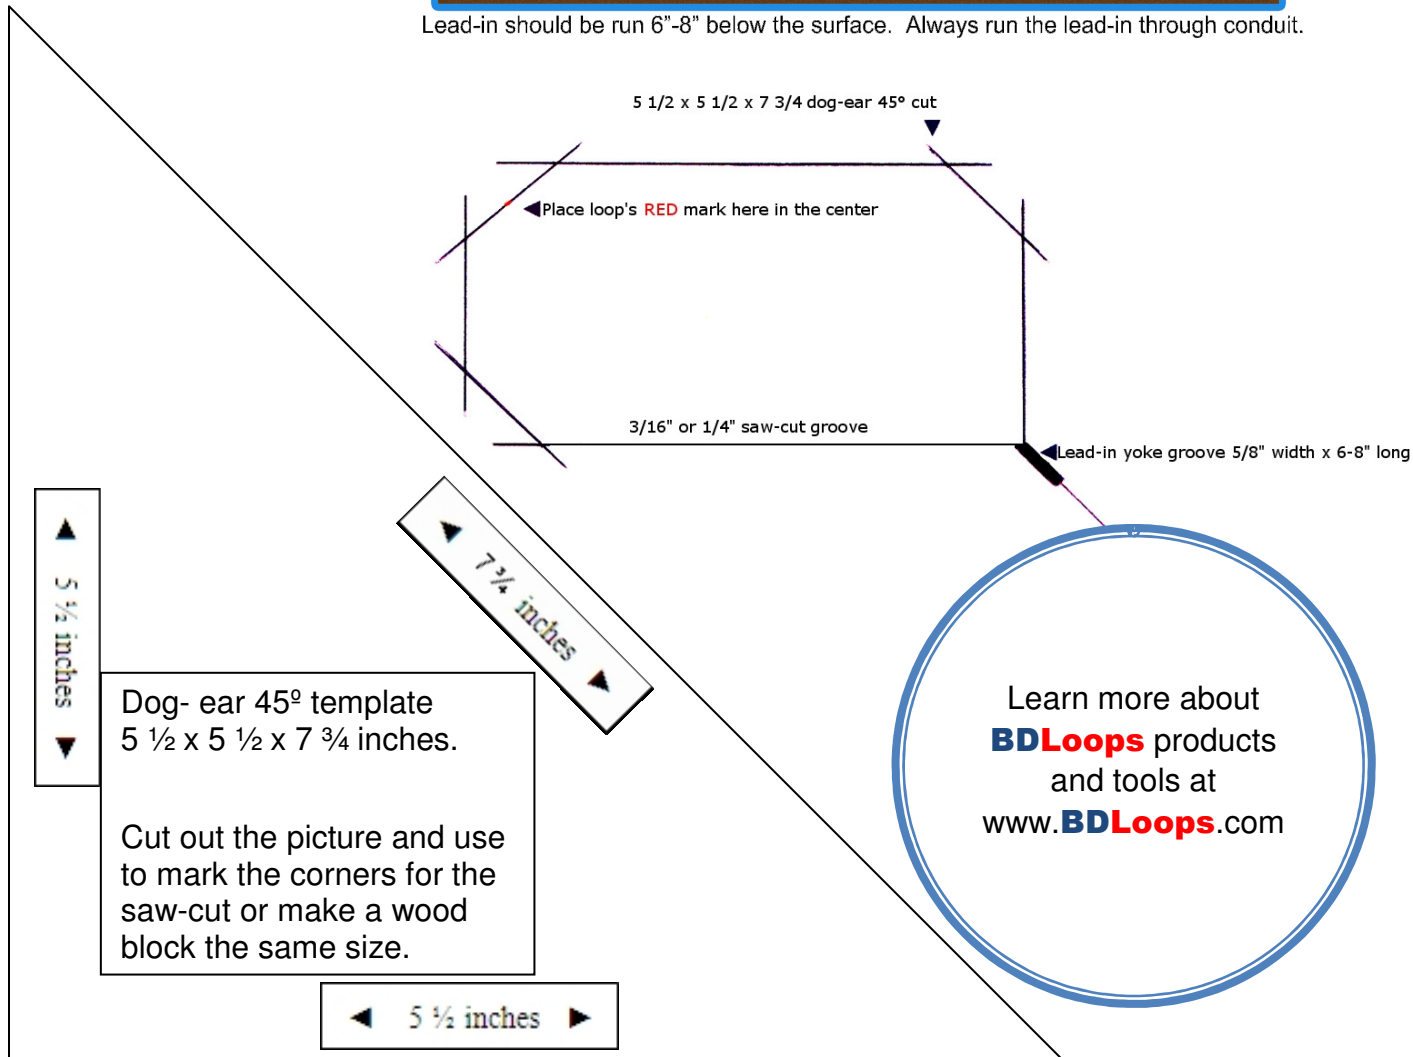 Lead-in should be run 6”-8” below the surface.  Always run the lead-in through conduit.
5 1/2 x 5 1/2 x 7 3/4 dog-ear 45º cut
Place loop's RED mark here in the center
3/16" or 1/4" saw-cut groove
Lead-in yoke groove 5/8" width x 6-8" long
7 ¾ inches
5 ½ inches
Dog- ear 45º template
5 ½ x 5 ½ x 7 ¾ inches.
Cut out the picture and use
to mark the corners for the
saw-cut or make a wood
block the same size.
5 ½ inches
Learn more about
BDLoops products
and tools at
www.BDLoops.com